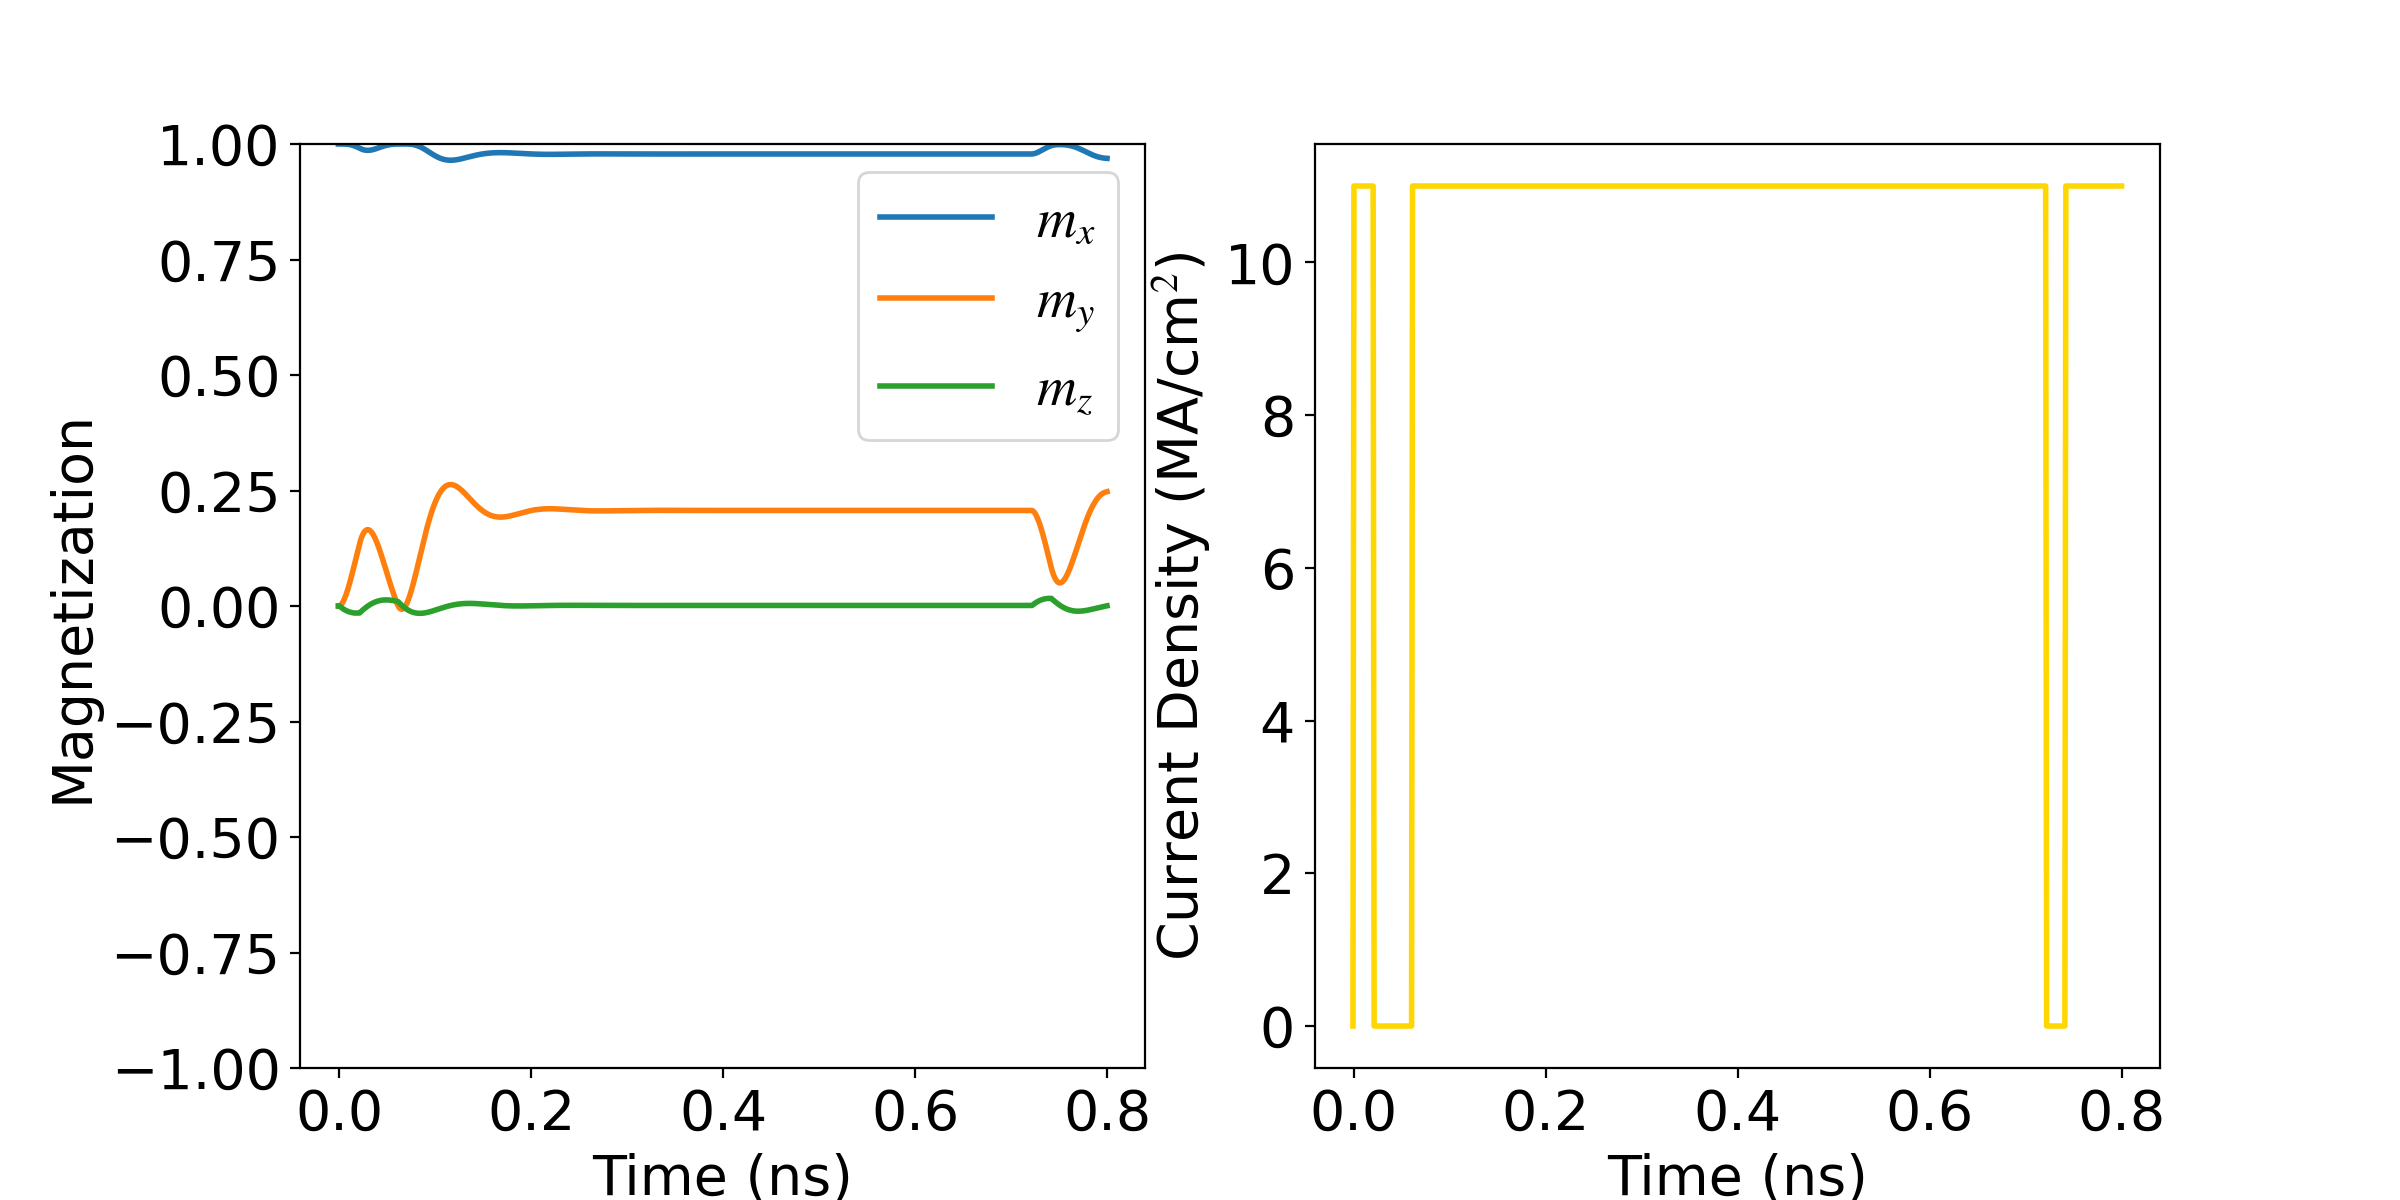 Magnetization
1.00
0.75
0.50
0.25
0.00
−0.25
−0.50
−0.75
−1.00
0.0 0.2 0.4 0.6 0.8
Time (ns)
m_x
m_y
m_z
Current Density (MA/cm²)
10
8
6
4
2
0
0.0 0.2 0.4 0.6 0.8
Time (ns)